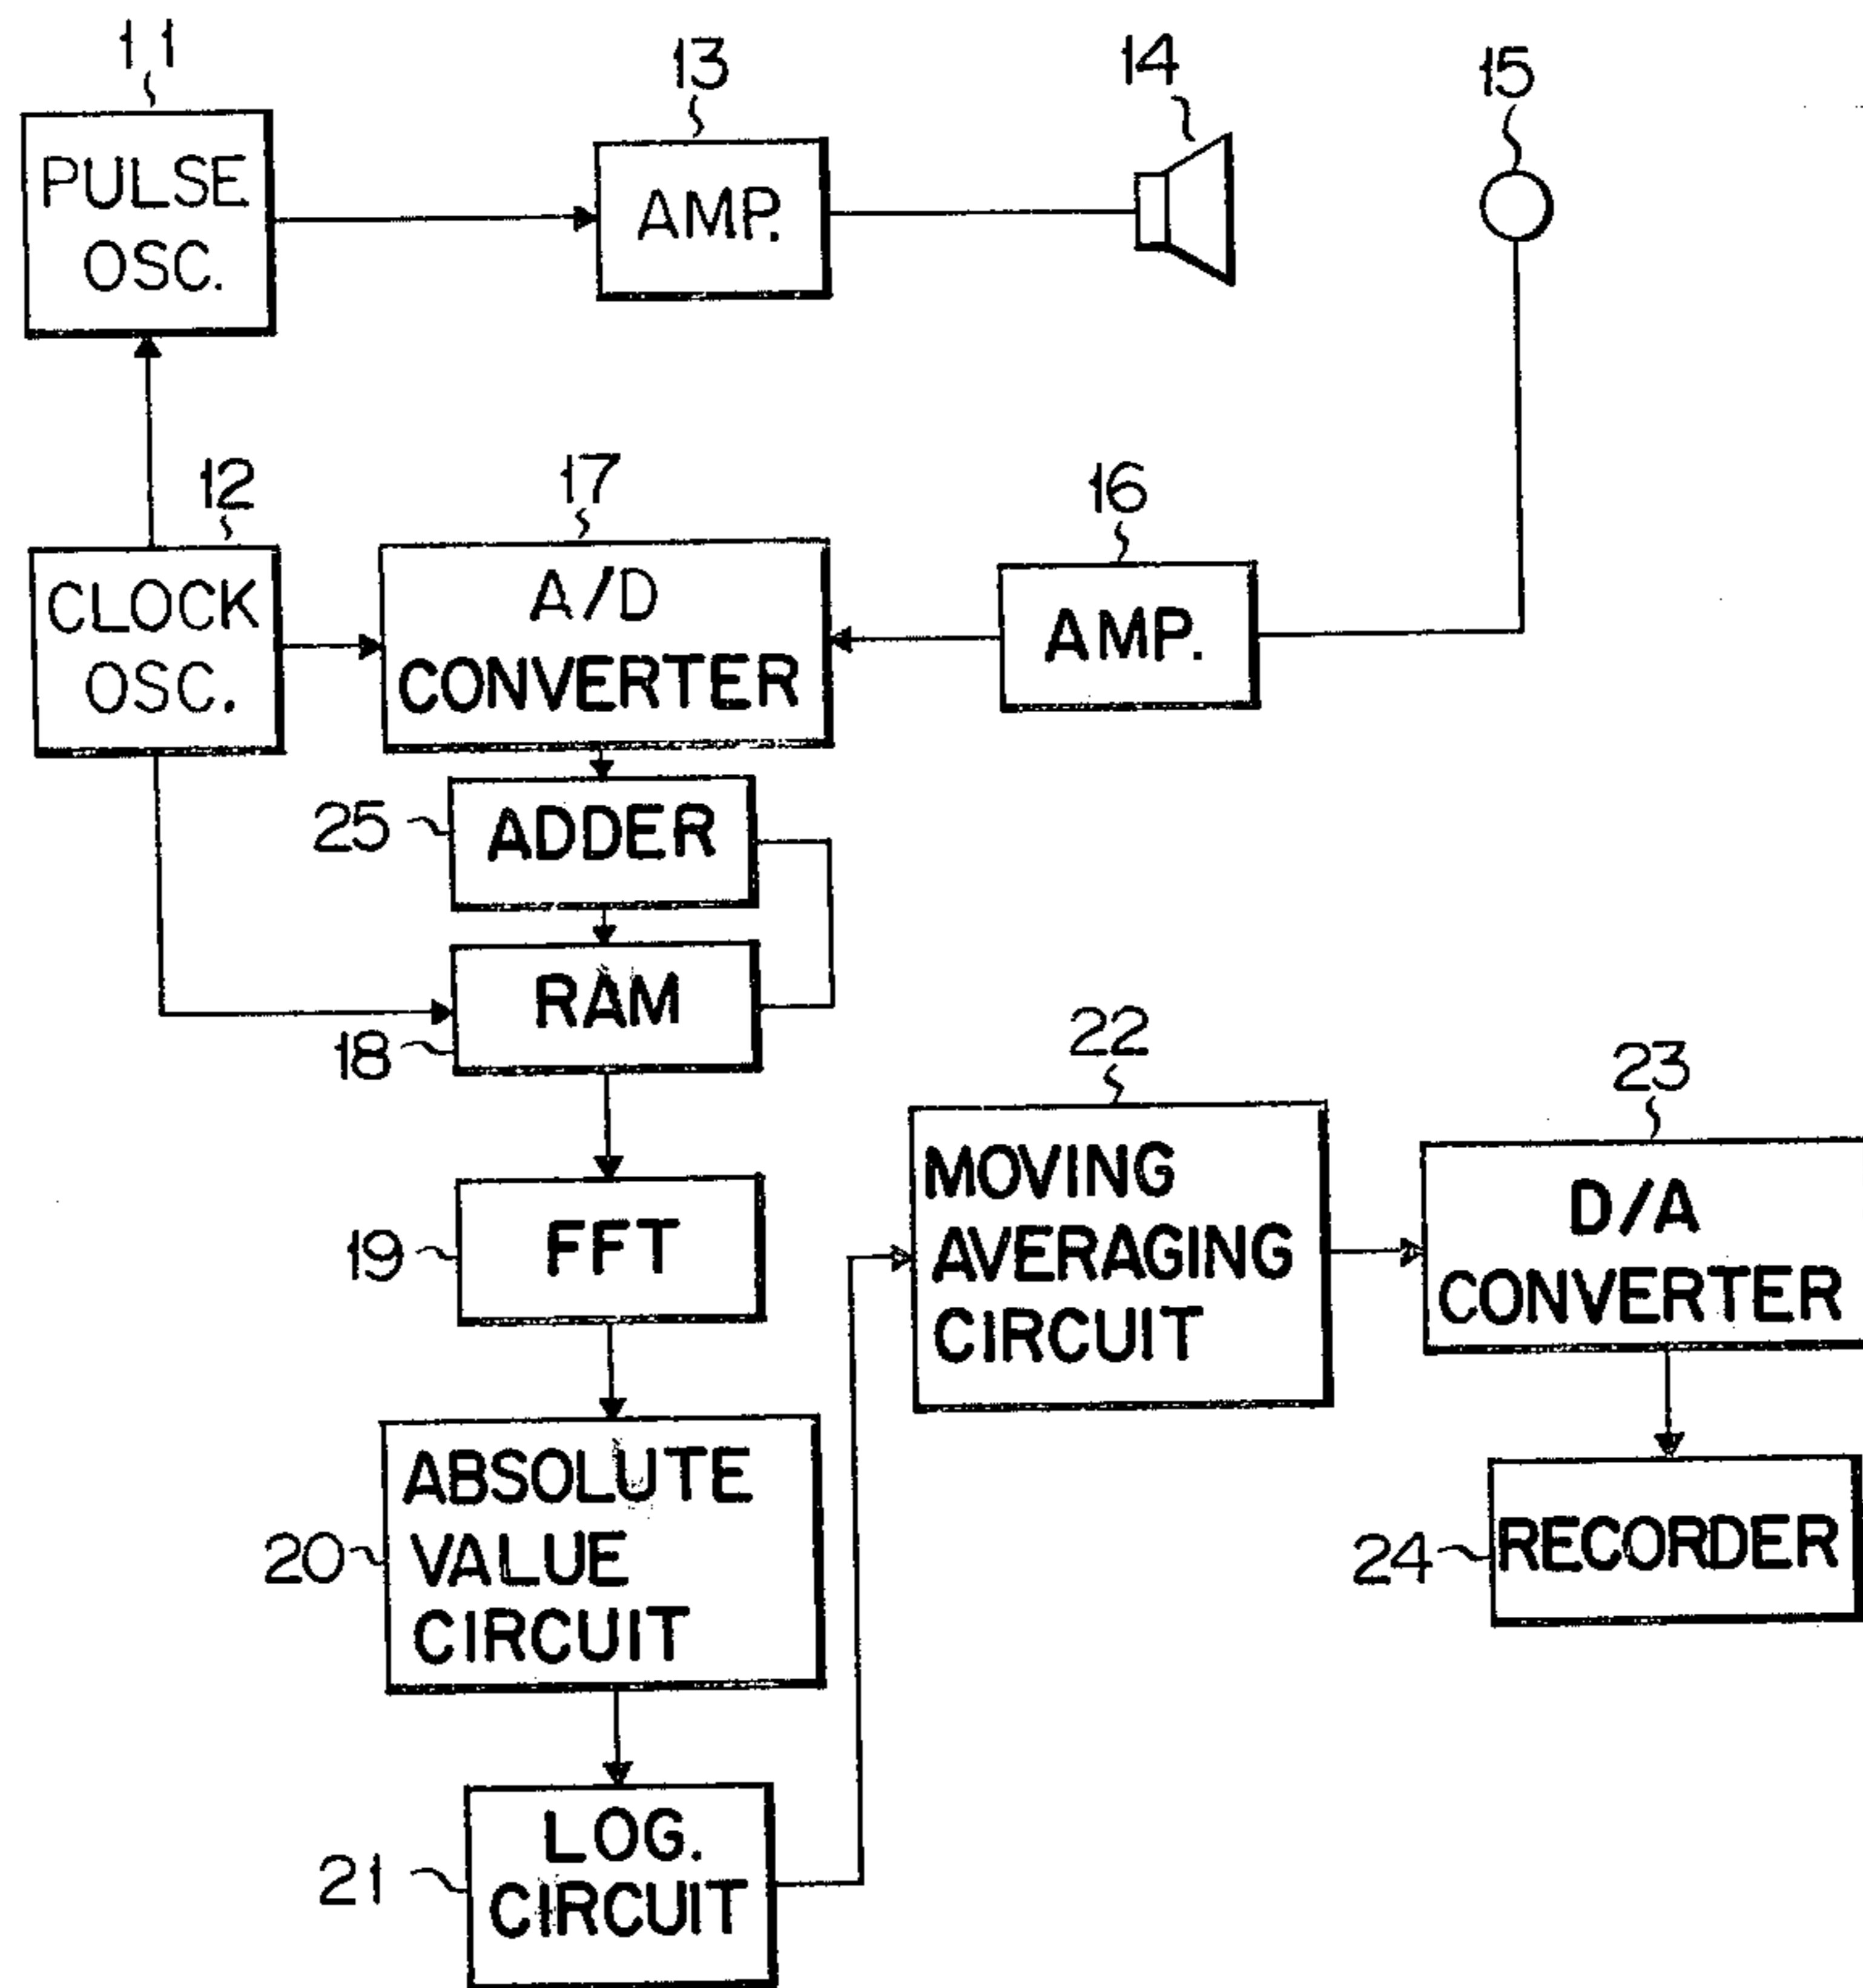 11
PULSE
OSC.
13
AMP.
14
15
12
CLOCK
OSC.
17
A/D
CONVERTER
16
AMP.
25
ADDER
RAM
18
19
FFT
22
MOVING
AVERAGING
CIRCUIT
23
D/A
CONVERTER
20
ABSOLUTE
VALUE
CIRCUIT
24
RECORDER
21
LOG.
CIRCUIT